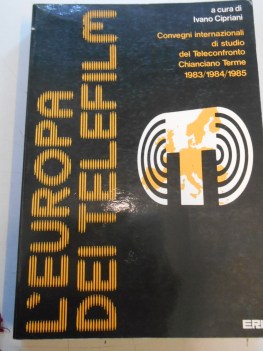 a cura di
Ivano Cipriani
Convegni internazionali
di studio
del Teleconfronto
Chianciano Terme
1983/1984/1985
L'EUROPA
DEI TELEFILM
ERI